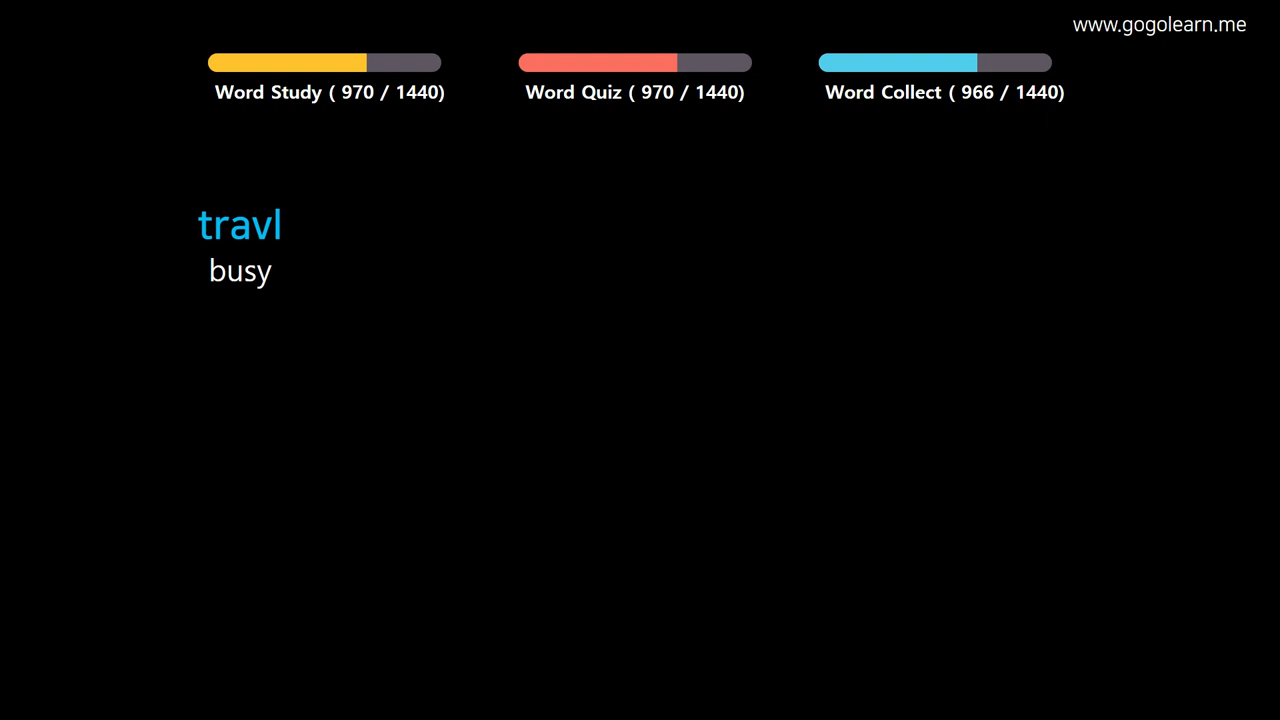 www.gogolearn.me
Word Study ( 970 / 1440)
Word Quiz ( 970 / 1440)
Word Collect ( 966 / 1440)
travl
busy